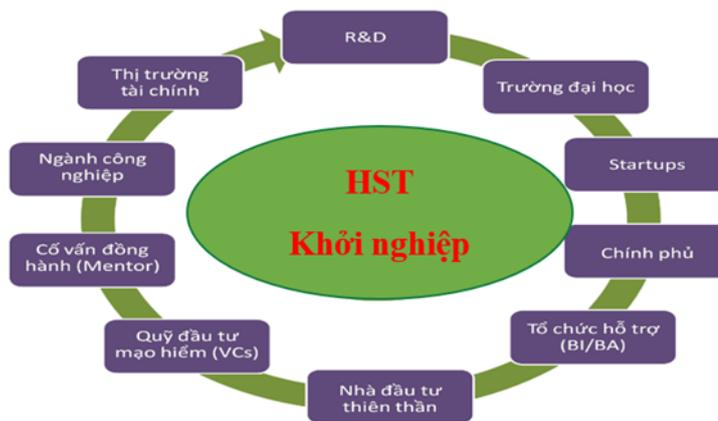 R&D
Trường đại học
Startups
Chính phủ
Tổ chức hỗ trợ
(BI/BA)
Nhà đầu tư
thiên thần
Quỹ đầu tư
mạo hiểm (VCs)
Cố vấn đồng
hành (Mentor)
Ngành công
nghiệp
Thị trường
tài chính
HST
Khởi nghiệp